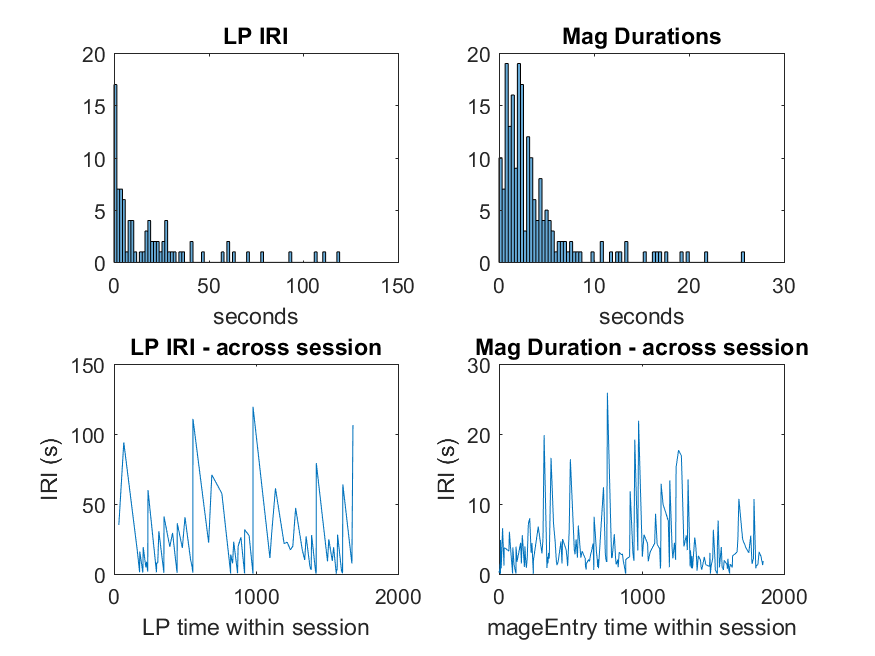 LP IRI
20
15
10
5
0
0 50 100 150
seconds
Mag Durations
20
15
10
5
0
0 10 20 30
seconds
LP IRI - across session
IRI (s)
150
100
50
0
0 1000 2000
LP time within session
Mag Duration - across session
IRI (s)
30
20
10
0
0 1000 2000
mageEntry time within session